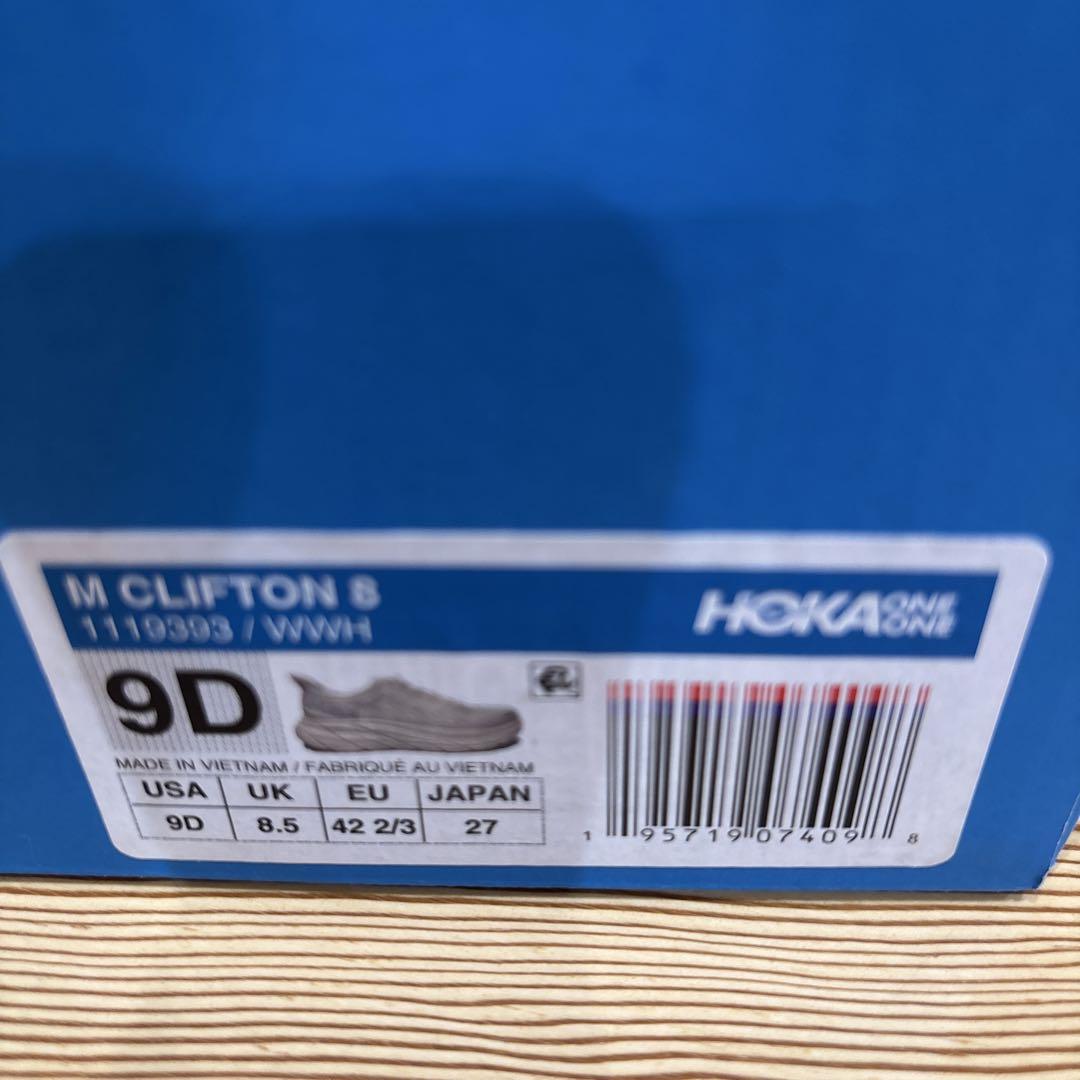 M CLIFTON 8
1119393 / WWH
HOKA ONE ONE
9D
MADE IN VIETNAM / FABRIQUÉ AU VIETNAM
USA UK EU JAPAN
9D 8.5 42 2/3 27
1 95719 07409 8